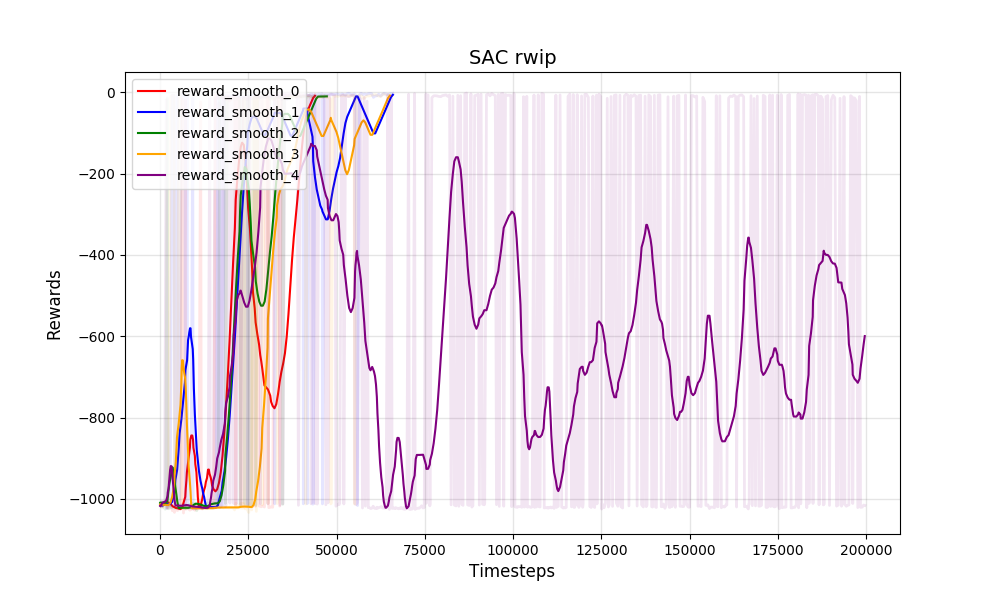 SAC rwip
reward_smooth_0
reward_smooth_1
reward_smooth_2
reward_smooth_3
reward_smooth_4
Rewards
0
−200
−400
−600
−800
−1000
0 25000 50000 75000 100000 125000 150000 175000 200000
Timesteps